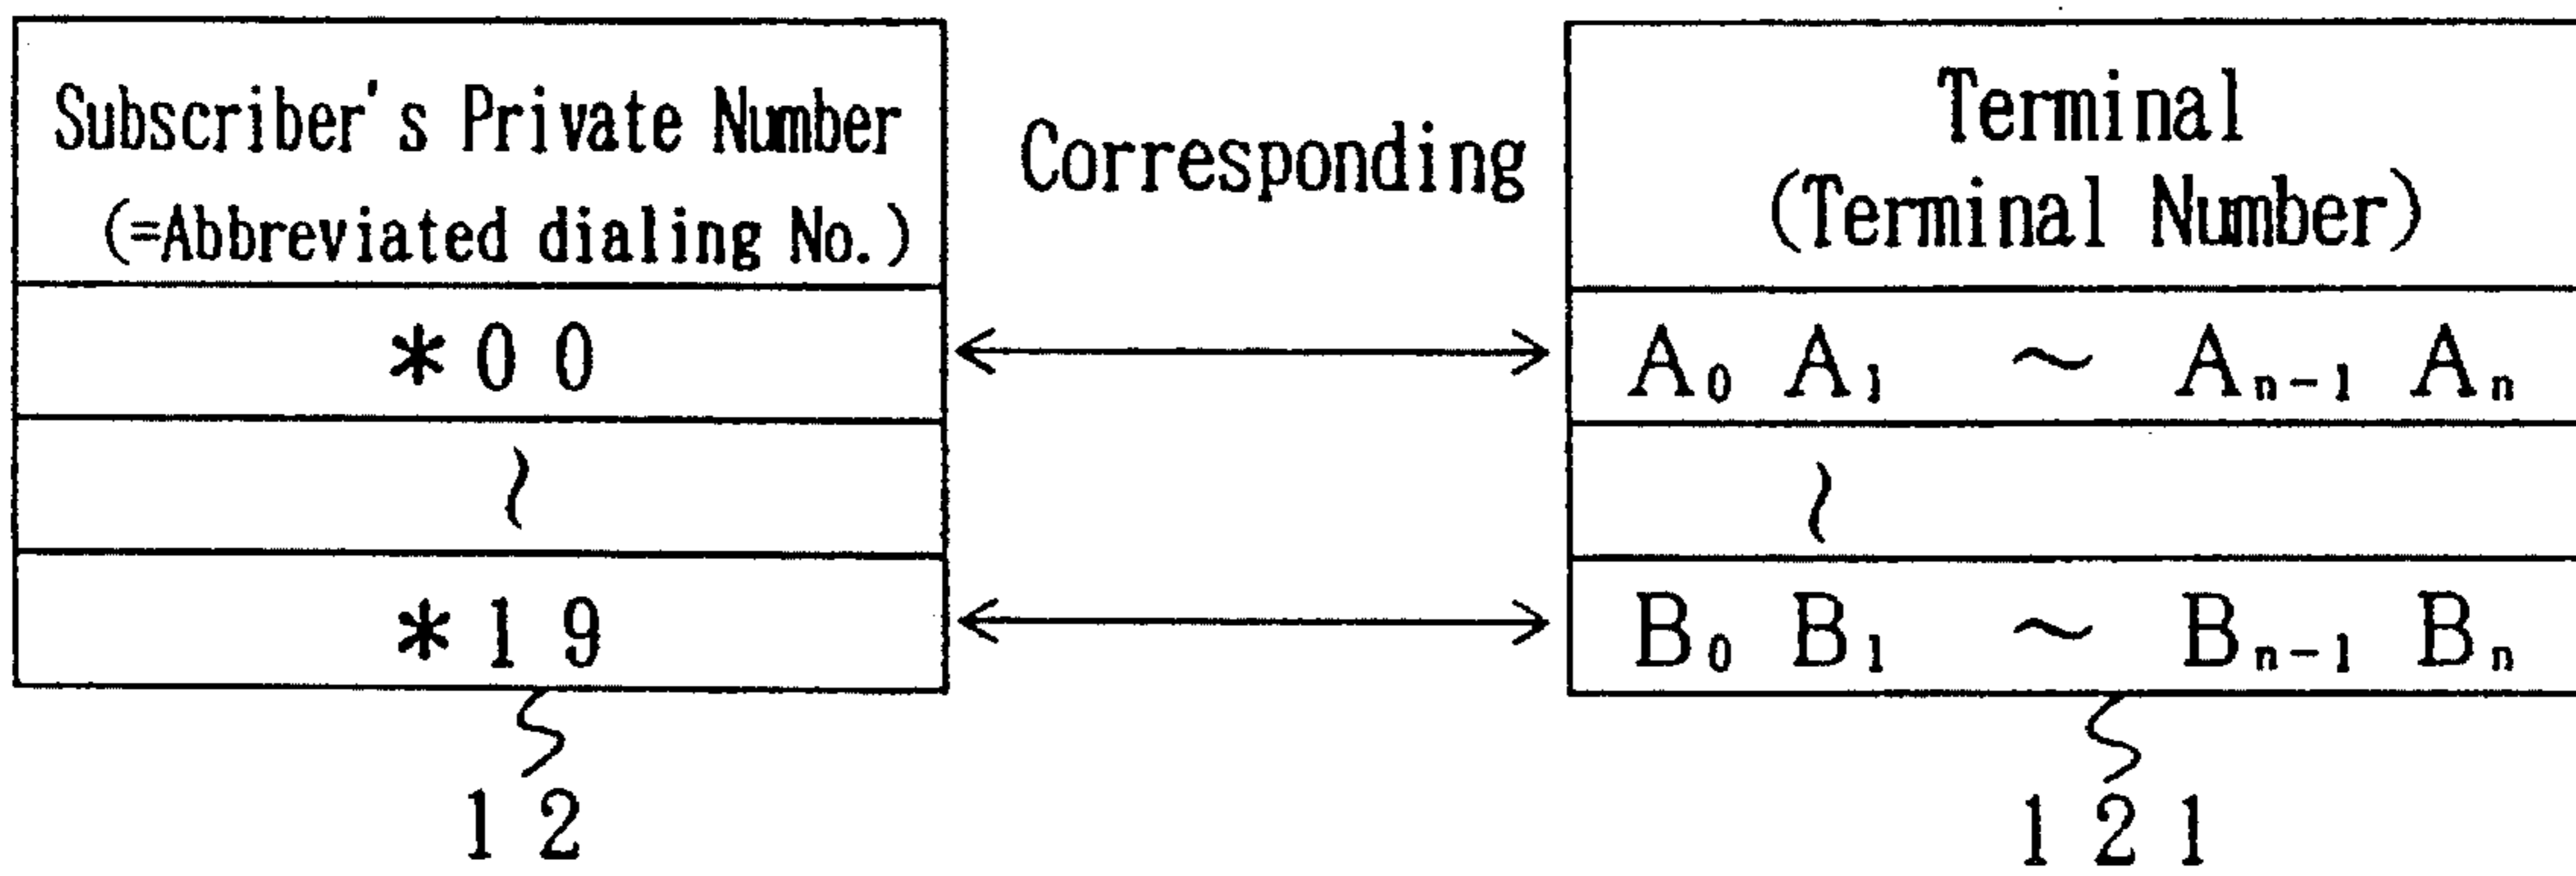 Subscriber's Private Number
(=Abbreviated dialing No.)
Corresponding
Terminal
(Terminal Number)
*00
A₀ A₁ ~ Aₙ₋₁ Aₙ
~
~
*19
B₀ B₁ ~ Bₙ₋₁ Bₙ
12
121